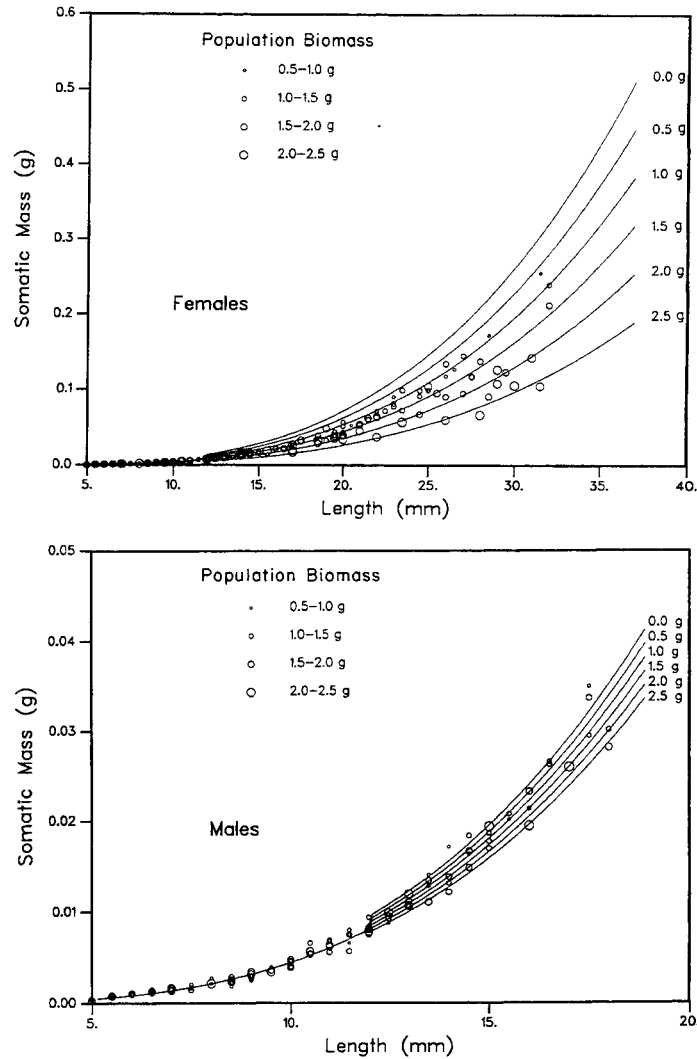 0.6
0.5
0.4
0.3
0.2
0.1
0.0
Somatic Mass (g)
Population Biomass
0.5–1.0 g
1.0–1.5 g
1.5–2.0 g
2.0–2.5 g
Females
0.0 g
0.5 g
1.0 g
1.5 g
2.0 g
2.5 g
5. 10. 15. 20. 25. 30. 35. 40.
Length (mm)
0.05
0.04
0.03
0.02
0.01
0.00
Somatic Mass (g)
Population Biomass
0.5–1.0 g
1.0–1.5 g
1.5–2.0 g
2.0–2.5 g
Males
0.0 g
0.5 g
1.0 g
1.5 g
2.0 g
2.5 g
5. 10. 15. 20.
Length (mm)